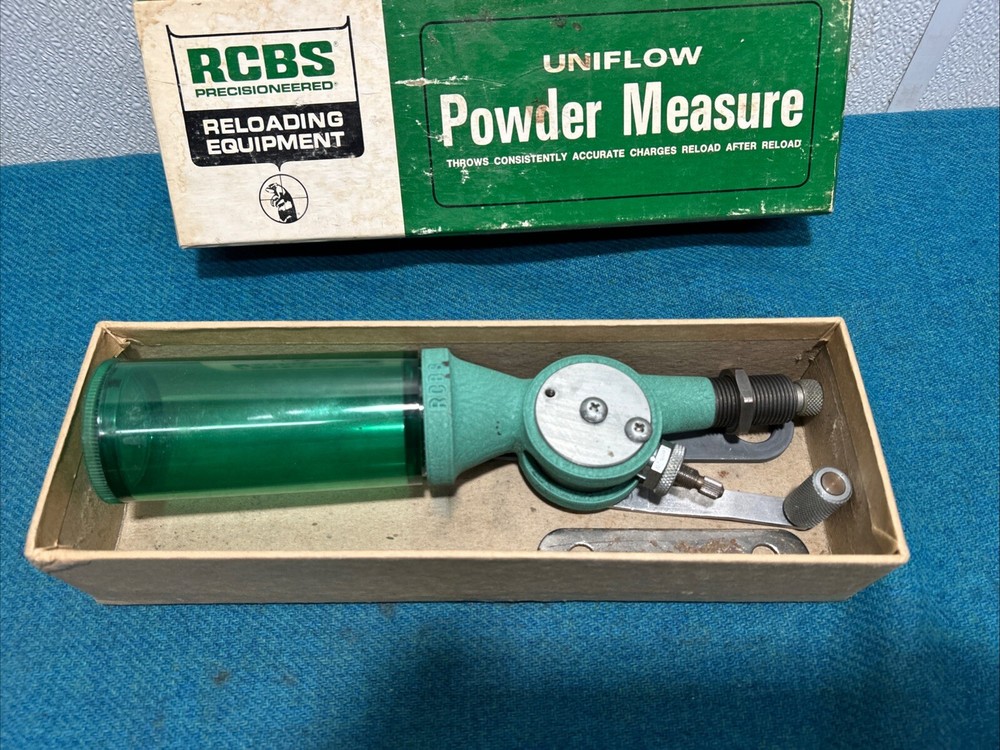 RCBS
PRECISIONEERED®
RELOADING
EQUIPMENT
UNIFLOW
Powder Measure
THROWS CONSISTENTLY ACCURATE CHARGES RELOAD AFTER RELOAD
RCBS